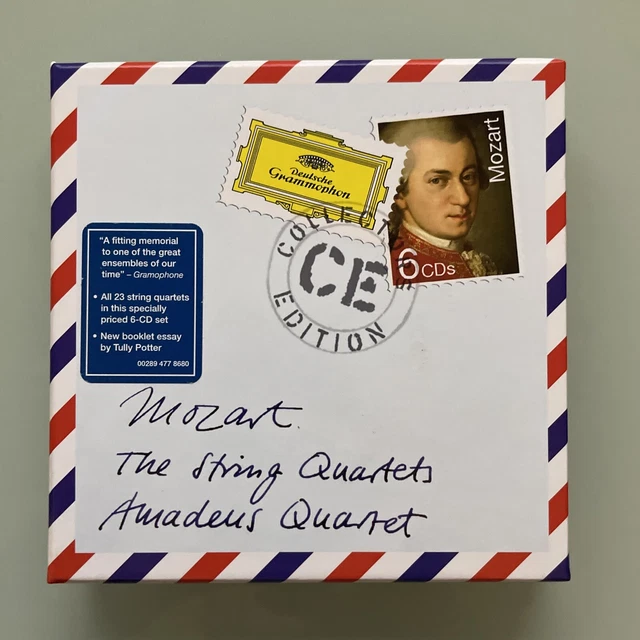 Deutsche
Grammophon
Mozart
6 CDs
COLLECTORS
CE
EDITION
"A fitting memorial
to one of the great
ensembles of our
time" – Gramophone
• All 23 string quartets
in this specially
priced 6-CD set
• New booklet essay
by Tully Potter
00289 477 8680
Mozart.
The String Quartets
Amadeus Quartet